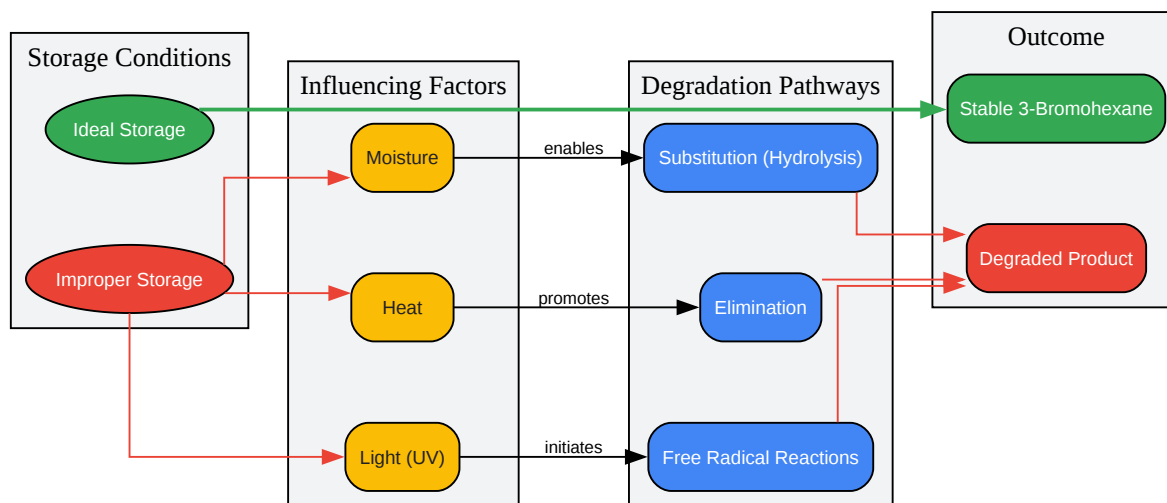 Storage Conditions
Ideal Storage
Improper Storage
Influencing Factors
Moisture
Heat
Light (UV)
enables
promotes
initiates
Degradation Pathways
Substitution (Hydrolysis)
Elimination
Free Radical Reactions
Outcome
Stable 3-Bromohexane
Degraded Product